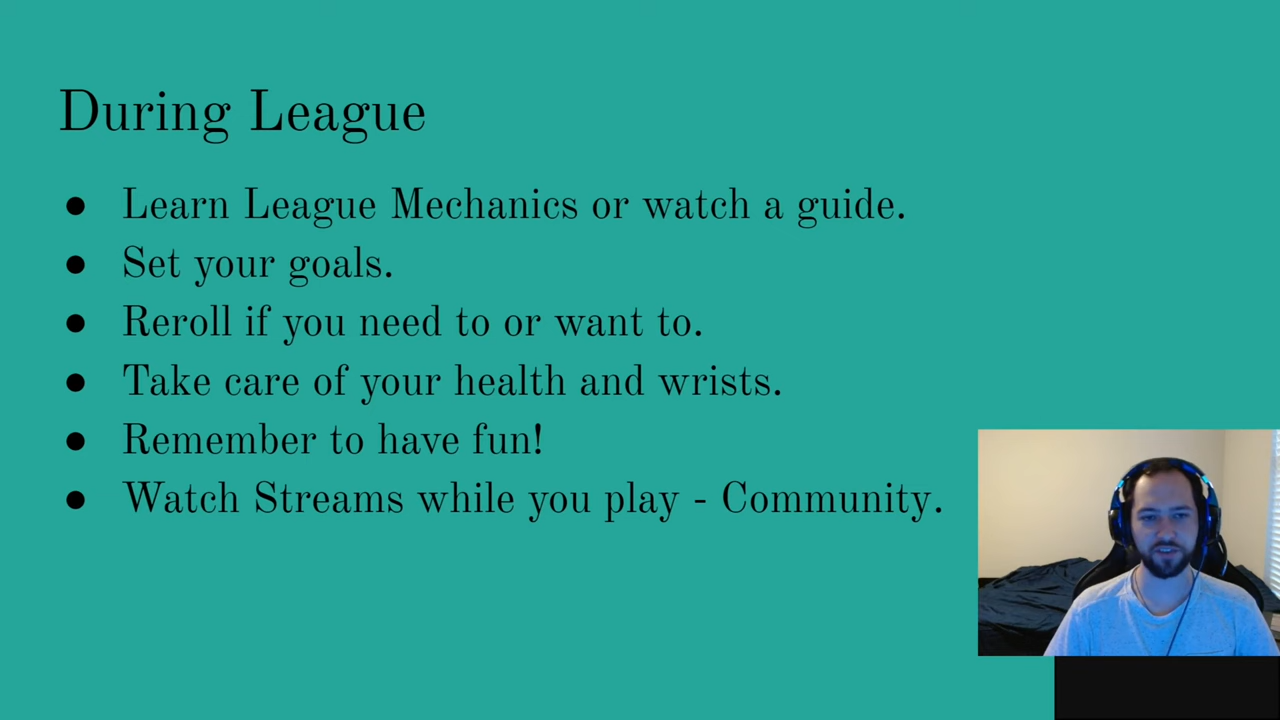 During League
● Learn League Mechanics or watch a guide.
● Set your goals.
● Reroll if you need to or want to.
● Take care of your health and wrists.
● Remember to have fun!
● Watch Streams while you play - Community.